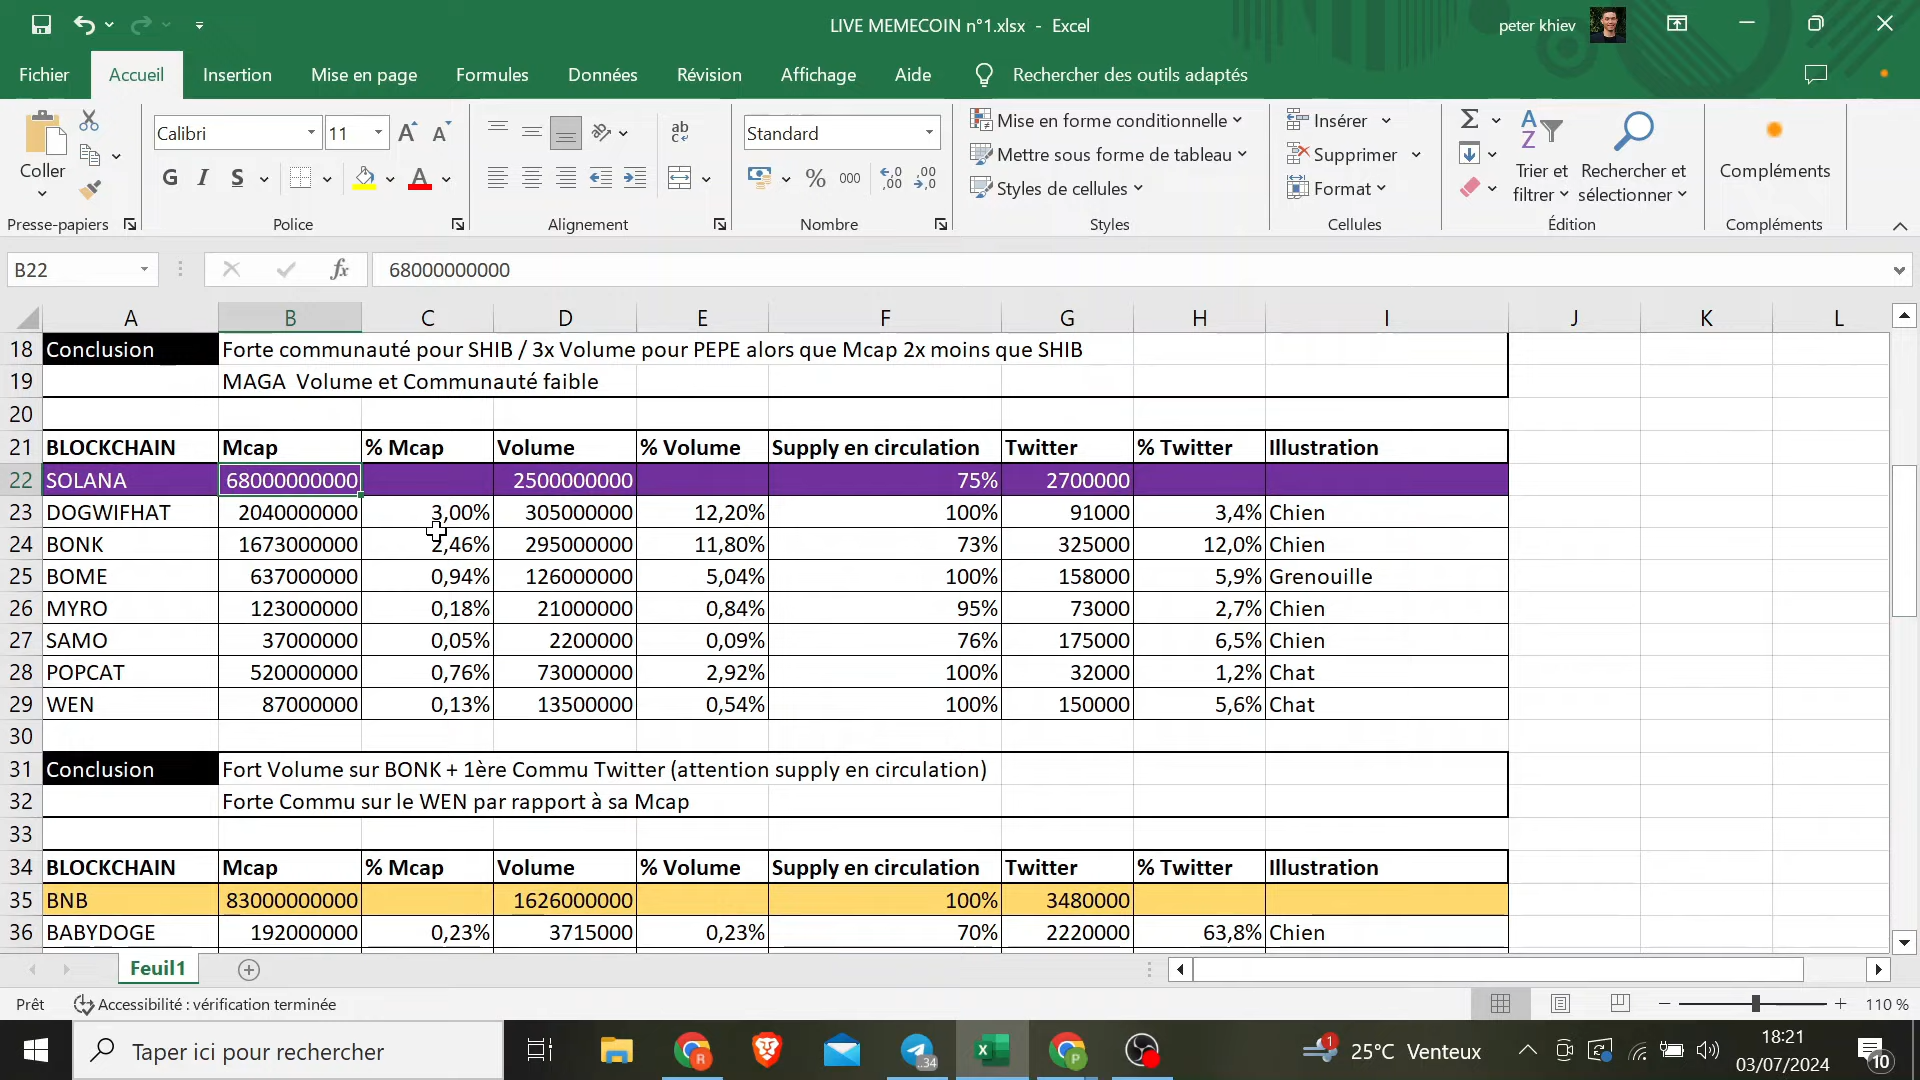 LIVE MEMECOIN n°1.xlsx - Excel
peter khiev
Fichier Accueil Insertion Mise en page Formules Données Révision Affichage Aide Rechercher des outils adaptés
Coller
Presse-papiers
Calibri 11
G I S
Police
ab
Alignement
Standard
% 000
Nombre
Mise en forme conditionnelle
Mettre sous forme de tableau
Styles de cellules
Styles
Insérer
Supprimer
Format
Cellules
Trier et filtrer
Rechercher et sélectionner
Édition
Compléments
Compléments
B22 fx 68000000000
A B C D E F G H I J K L
18 Conclusion Forte communauté pour SHIB / 3x Volume pour PEPE alors que Mcap 2x moins que SHIB
19 MAGA Volume et Communauté faible
20
21 BLOCKCHAIN Mcap % Mcap Volume % Volume Supply en circulation Twitter % Twitter Illustration
22 SOLANA 68000000000 2500000000 75% 2700000
23 DOGWIFHAT 2040000000 3,00% 305000000 12,20% 100% 91000 3,4% Chien
24 BONK 1673000000 2,46% 295000000 11,80% 73% 325000 12,0% Chien
25 BOME 637000000 0,94% 126000000 5,04% 100% 158000 5,9% Grenouille
26 MYRO 123000000 0,18% 21000000 0,84% 95% 73000 2,7% Chien
27 SAMO 37000000 0,05% 2200000 0,09% 76% 175000 6,5% Chien
28 POPCAT 520000000 0,76% 73000000 2,92% 100% 32000 1,2% Chat
29 WEN 87000000 0,13% 13500000 0,54% 100% 150000 5,6% Chat
30
31 Conclusion Fort Volume sur BONK + 1ère Commu Twitter (attention supply en circulation)
32 Forte Commu sur le WEN par rapport à sa Mcap
33
34 BLOCKCHAIN Mcap % Mcap Volume % Volume Supply en circulation Twitter % Twitter Illustration
35 BNB 83000000000 1626000000 100% 3480000
36 BABYDOGE 192000000 0,23% 3715000 0,23% 70% 2220000 63,8% Chien
Feuil1
Prêt Accessibilité : vérification terminée 110 %
Taper ici pour rechercher 34 25°C Venteux 18:21
03/07/2024
10